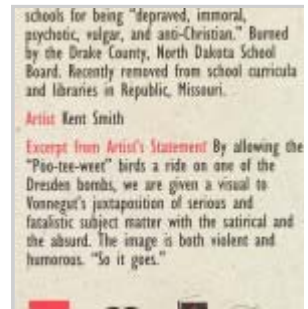 schools for being "depraved, immoral,
psychotic, vulgar, and anti-Christian." Burned
by the Drake County, North Dakota School
Board. Recently removed from school curricula
and libraries in Republic, Missouri.
Artist Kent Smith
Excerpt from Artist's Statement By allowing the
"Poo-tee-weet" birds a ride on one of the
Dresden bombs, we are given a visual to
Vonnegut's juxtaposition of serious and
fatalistic subject matter with the satirical and
the absurd. The image is both violent and
humorous. "So it goes."